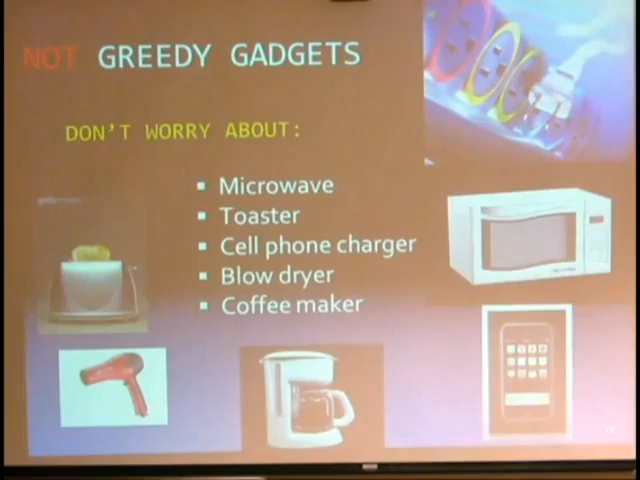 NOT GREEDY GADGETS
DON'T WORRY ABOUT:
▪ Microwave
▪ Toaster
▪ Cell phone charger
▪ Blow dryer
▪ Coffee maker